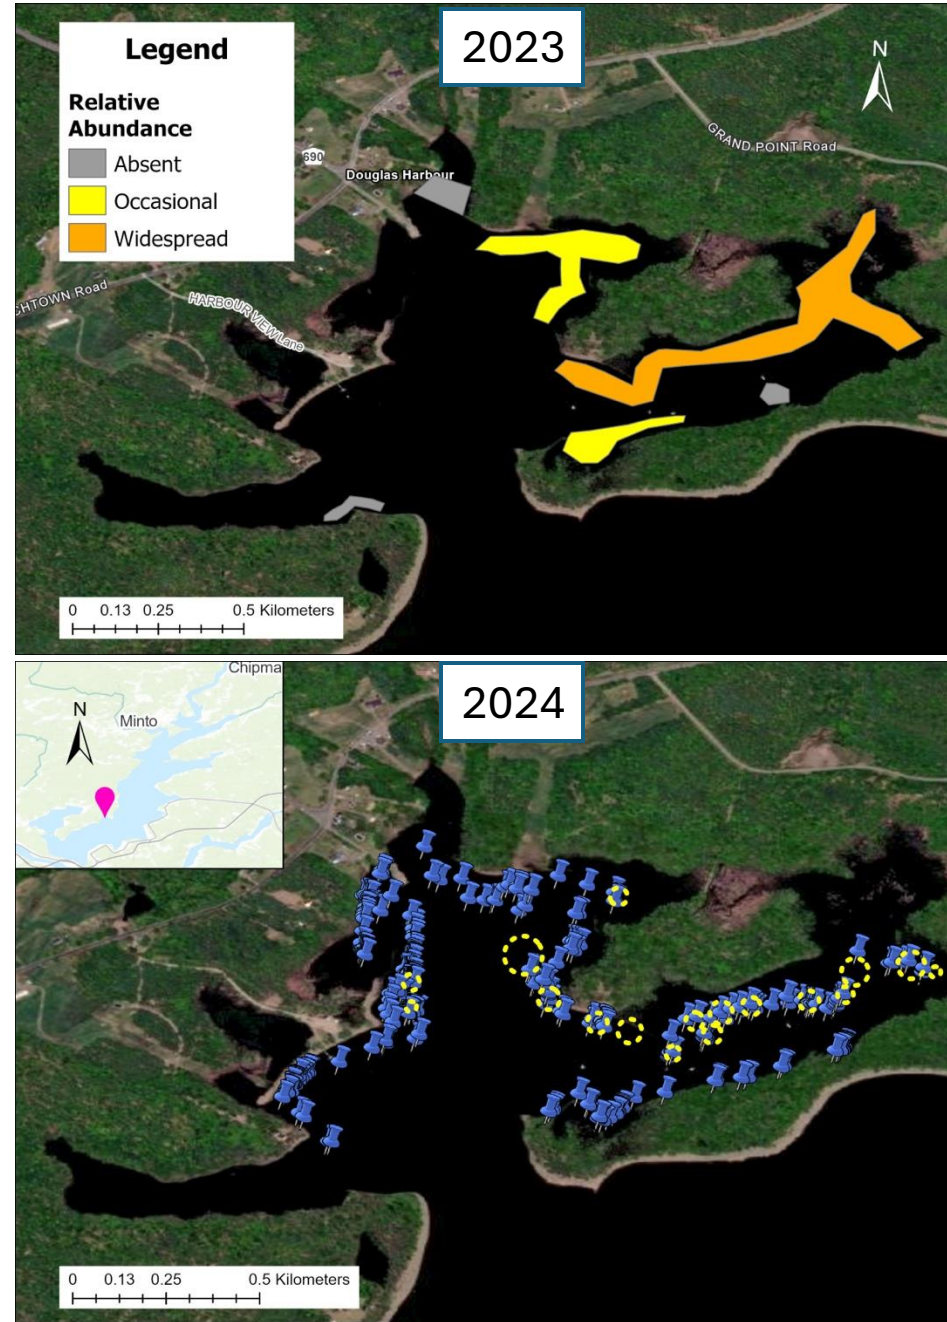 2023
Legend
Relative
Abundance
Absent
Occasional
Widespread
N
GRAND POINT Road
690
Douglas Harbour
CHTOWN Road
HARBOUR VIEW Lane
0 0.13 0.25 0.5 Kilometers
2024
Chipma
N
Minto
0 0.13 0.25 0.5 Kilometers